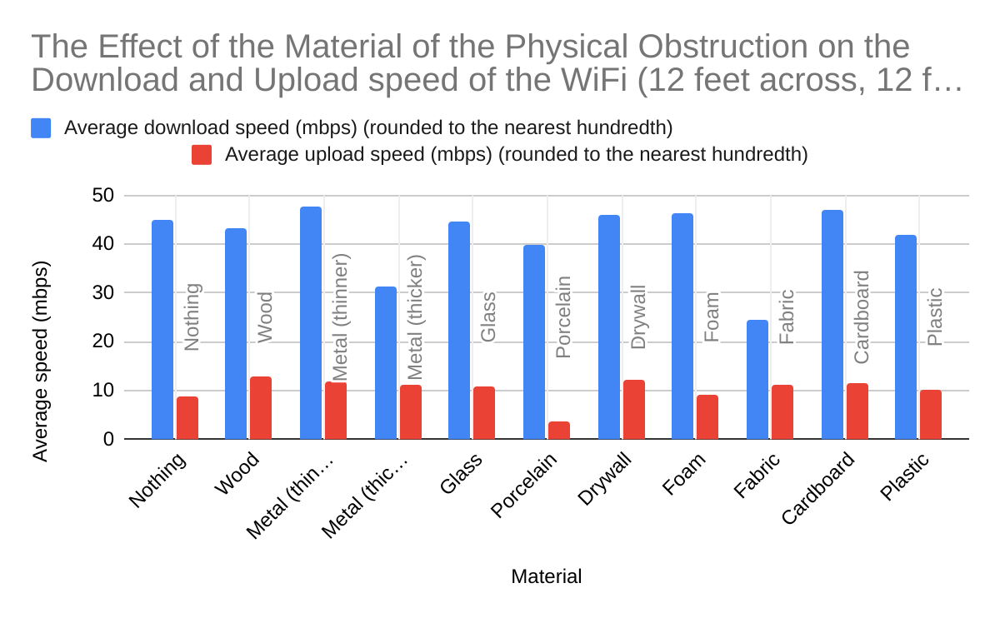 The Effect of the Material of the Physical Obstruction on the
Download and Upload speed of the WiFi (12 feet across, 12 f…
Average download speed (mbps) (rounded to the nearest hundredth)
Average upload speed (mbps) (rounded to the nearest hundredth)
Average speed (mbps)
50
40
30
20
10
0
Nothing
Wood
Metal (thinner)
Metal (thicker)
Glass
Porcelain
Drywall
Foam
Fabric
Cardboard
Plastic
Nothing
Wood
Metal (thin…
Metal (thic…
Glass
Porcelain
Drywall
Foam
Fabric
Cardboard
Plastic
Material